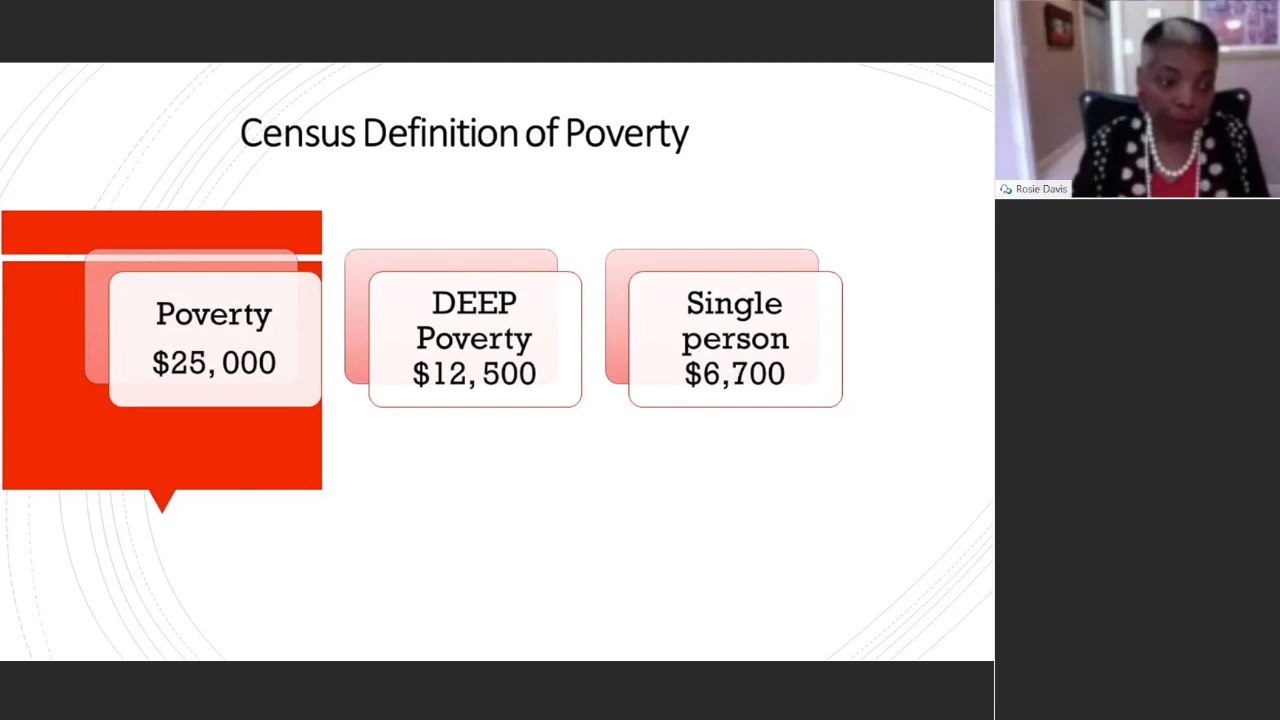 Census Definition of Poverty
Poverty
$25, 000
DEEP
Poverty
$12, 500
Single
person
$6,700
Rosie Davis